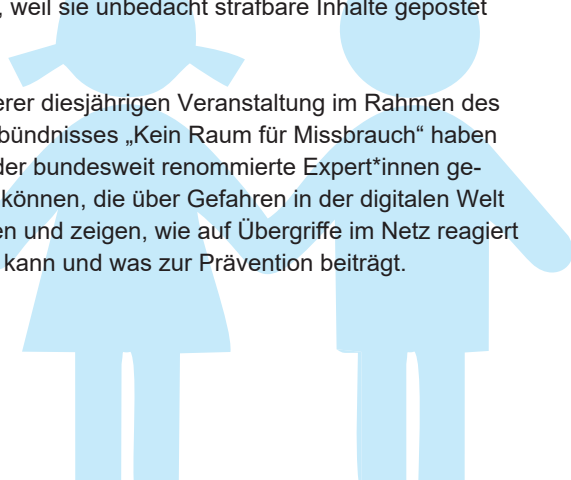 , weil sie unbedacht strafbare Inhalte gepostet
erer diesjährigen Veranstaltung im Rahmen des
bündnisses „Kein Raum für Missbrauch“ haben
der bundesweit renommierte Expert*innen ge-
können, die über Gefahren in der digitalen Welt
en und zeigen, wie auf Übergriffe im Netz reagiert
kann und was zur Prävention beiträgt.